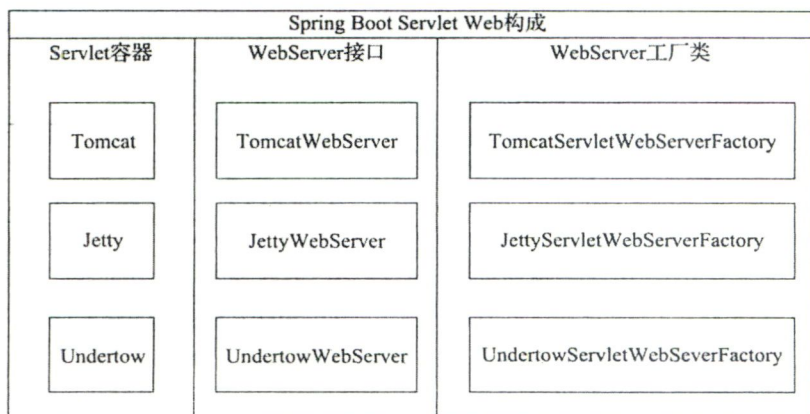 Spring Boot Servlet Web构成
Servlet容器 WebServer接口 WebServer工厂类
Tomcat TomcatWebServer TomcatServletWebServerFactory
Jetty JettyWebServer JettyServletWebServerFactory
Undertow UndertowWebServer UndertowServletWebSeverFactory